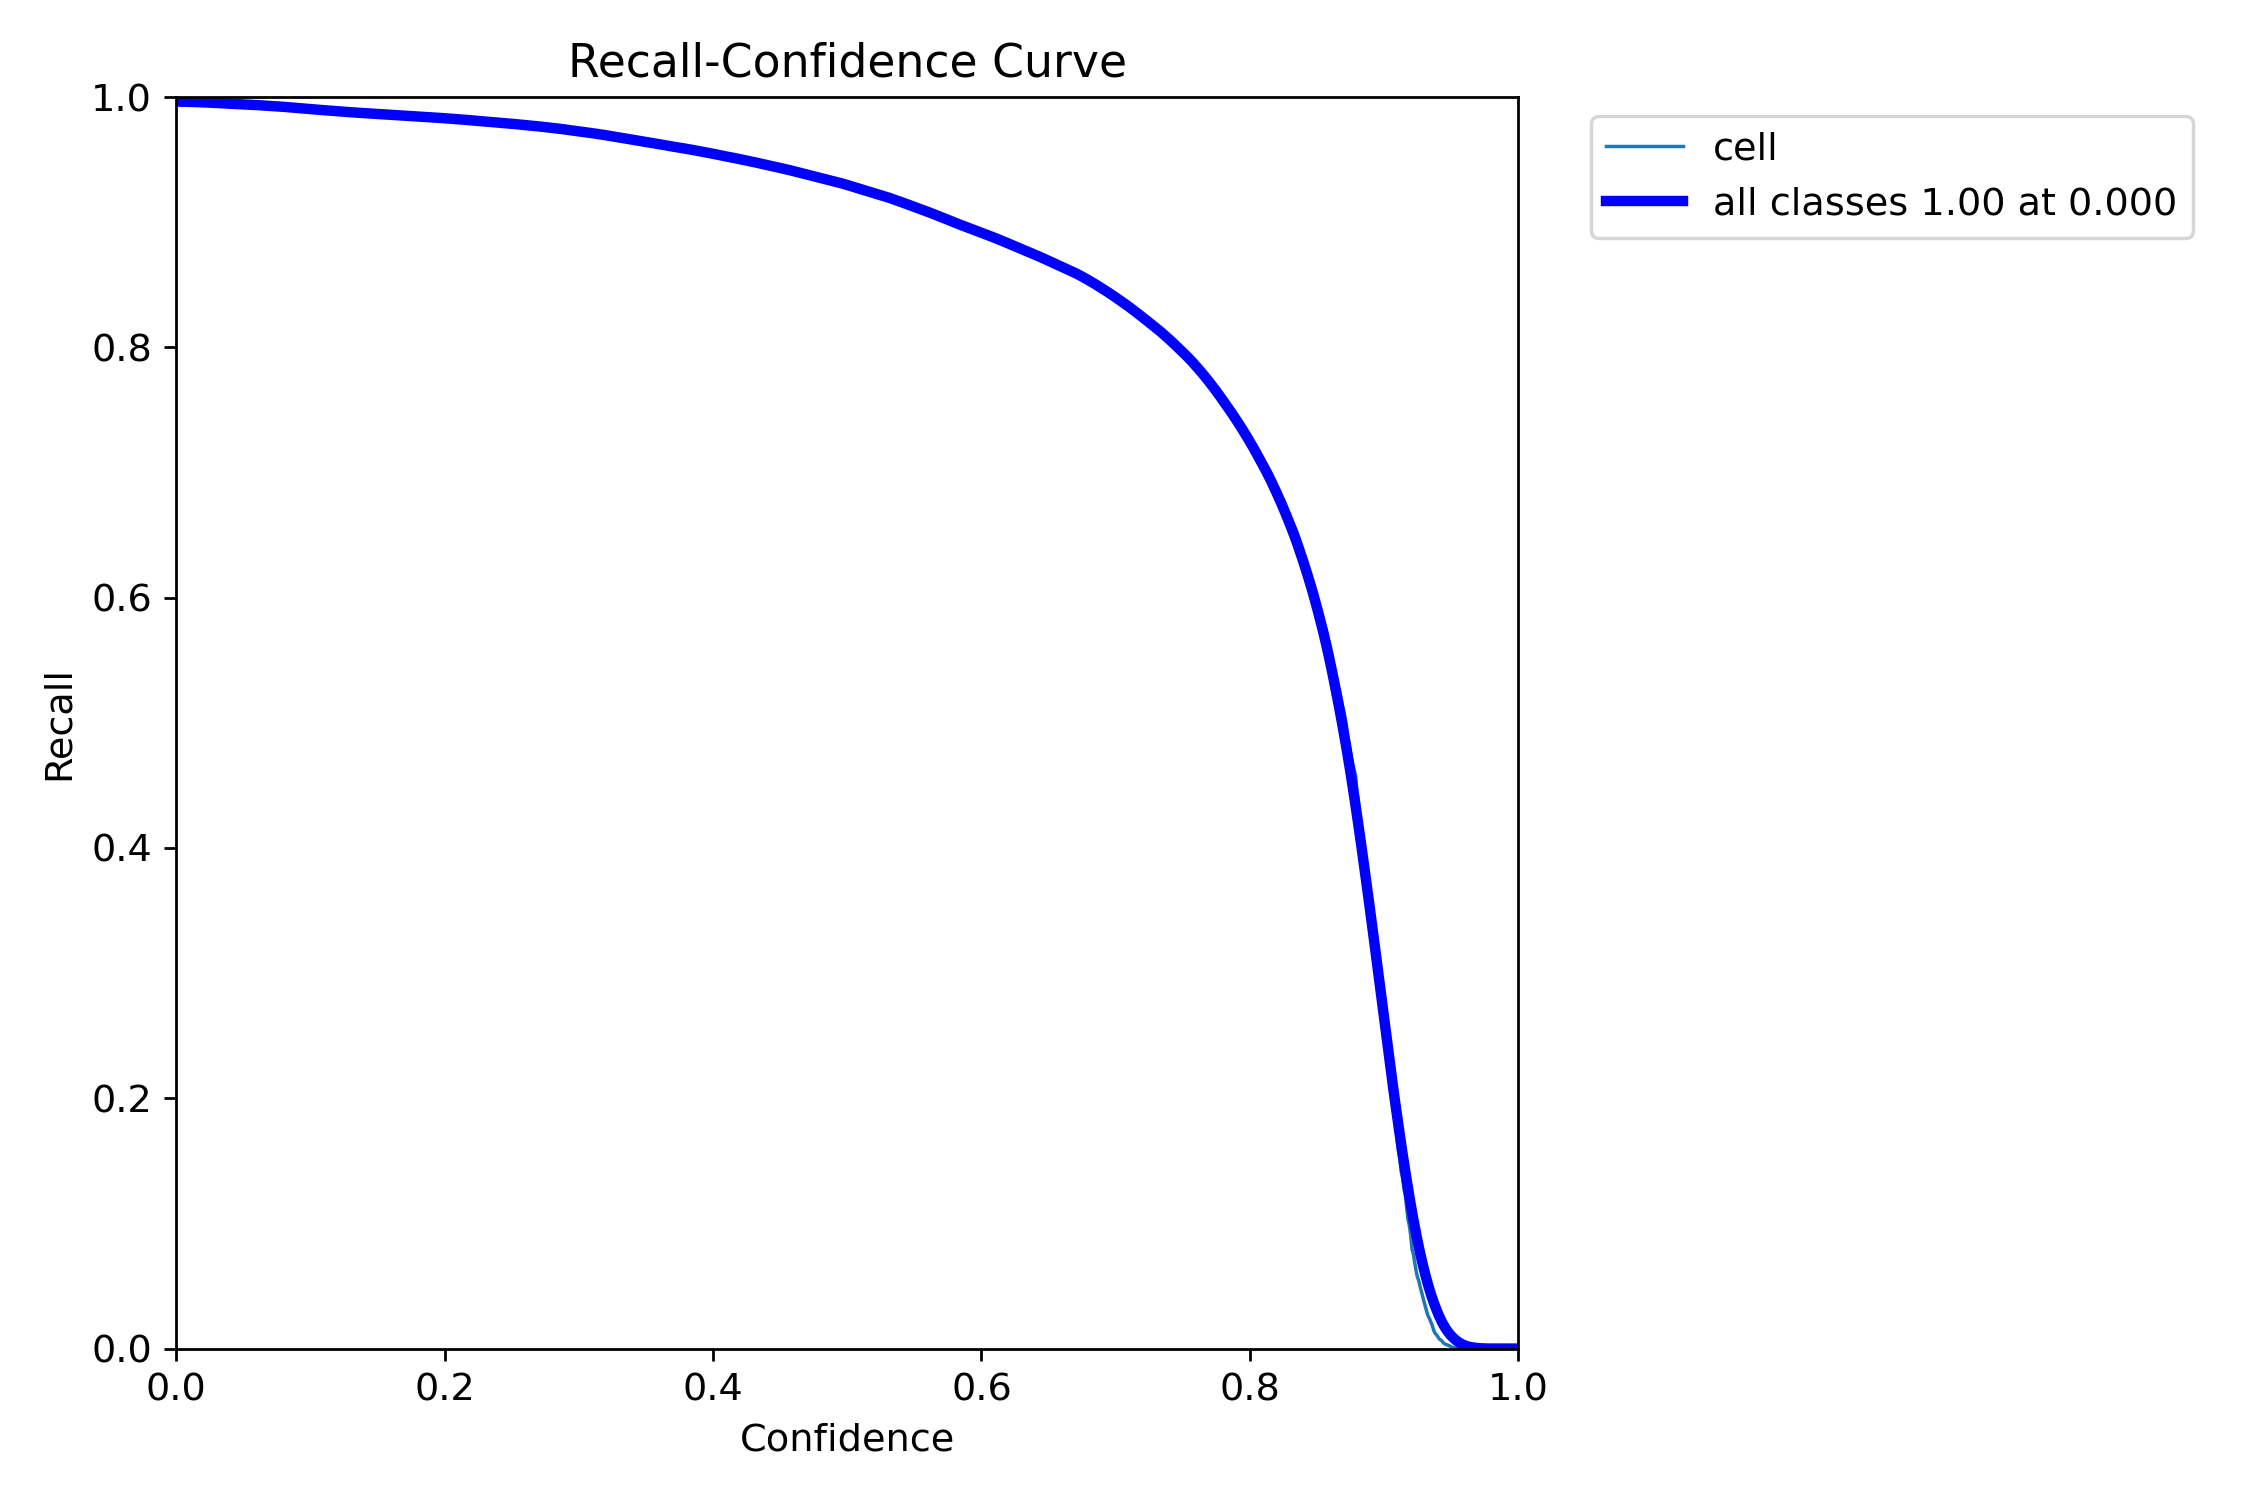 Recall-Confidence Curve
cell
all classes 1.00 at 0.000
1.0
0.8
0.6
0.4
0.2
0.0
Recall
0.0 0.2 0.4 0.6 0.8 1.0
Confidence